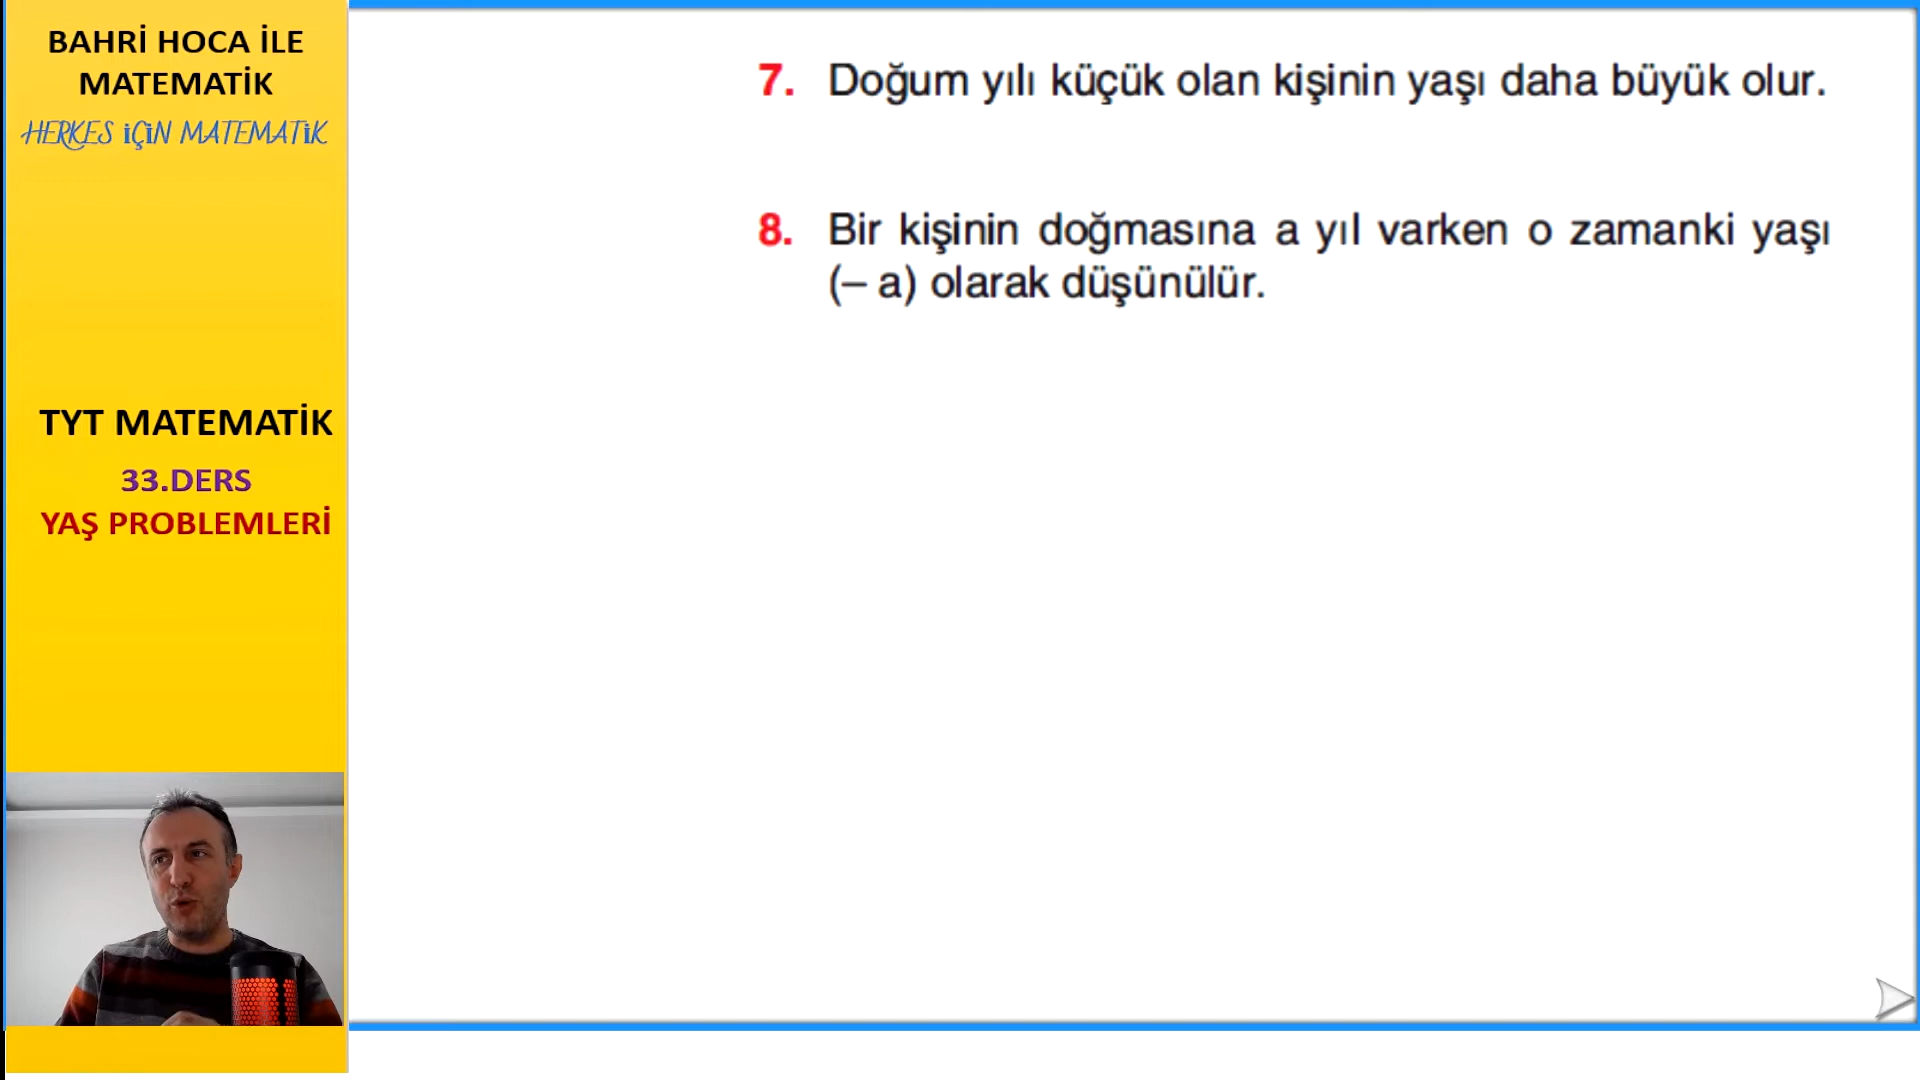 BAHRİ HOCA İLE
MATEMATİK
HERKES İÇİN MATEMATİK
TYT MATEMATİK
33.DERS
YAŞ PROBLEMLERİ
7. Doğum yılı küçük olan kişinin yaşı daha büyük olur.
8. Bir kişinin doğmasına a yıl varken o zamanki yaşı
(– a) olarak düşünülür.